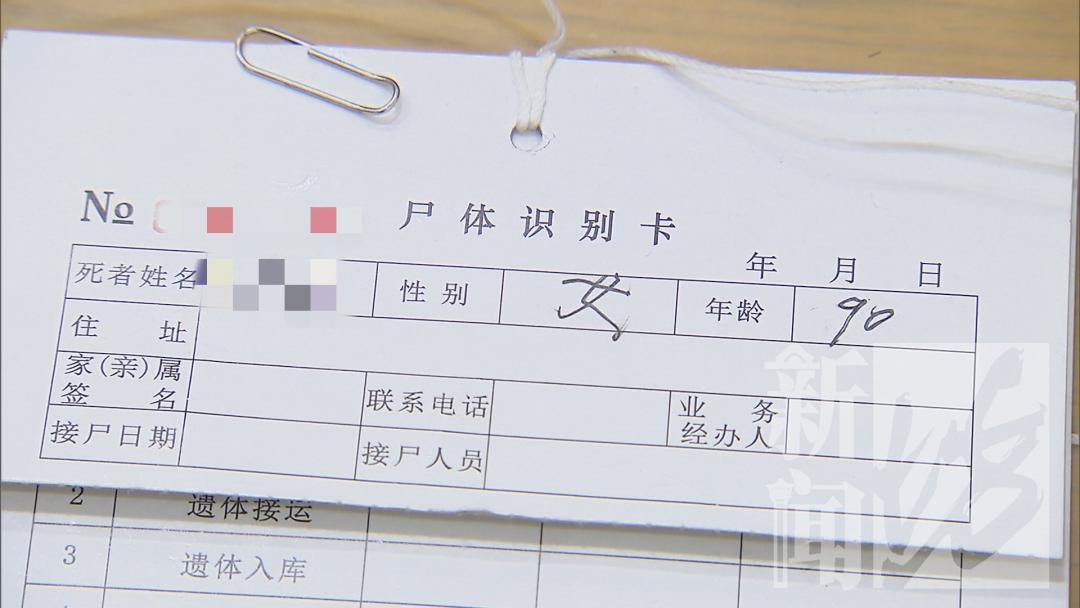 No 尸体识别卡
年 月 日
死者姓名 性别 女 年龄 90
住址
家(亲)属签名 联系电话 业务经办人
接尸日期 接尸人员
2 遗体接运
3 遗体入库
新闻坊